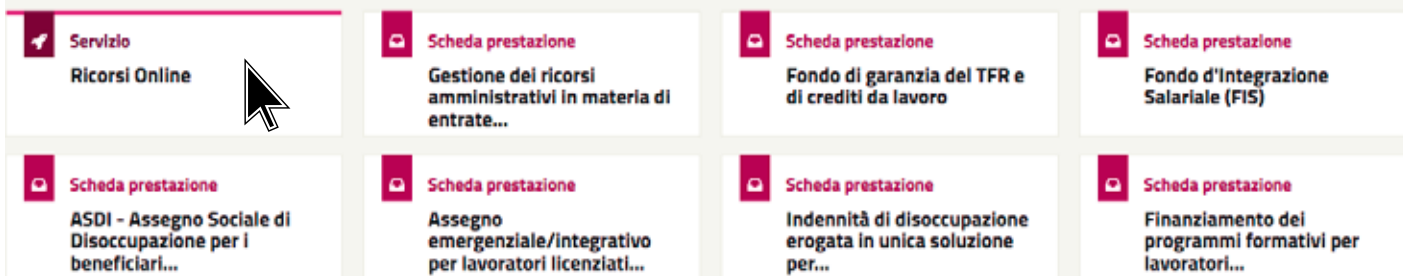 Servizio
Ricorsi Online
Scheda prestazione
Gestione dei ricorsi
amministrativi in materia di
entrate...
Scheda prestazione
Fondo di garanzia del TFR e
di crediti da lavoro
Scheda prestazione
Fondo d'Integrazione
Salariale (FIS)
Scheda prestazione
ASDI - Assegno Sociale di
Disoccupazione per i
beneficiari...
Scheda prestazione
Assegno
emergenziale/integrativo
per lavoratori licenziati...
Scheda prestazione
Indennità di disoccupazione
erogata in unica soluzione
per...
Scheda prestazione
Finanziamento dei
programmi formativi per
lavoratori...